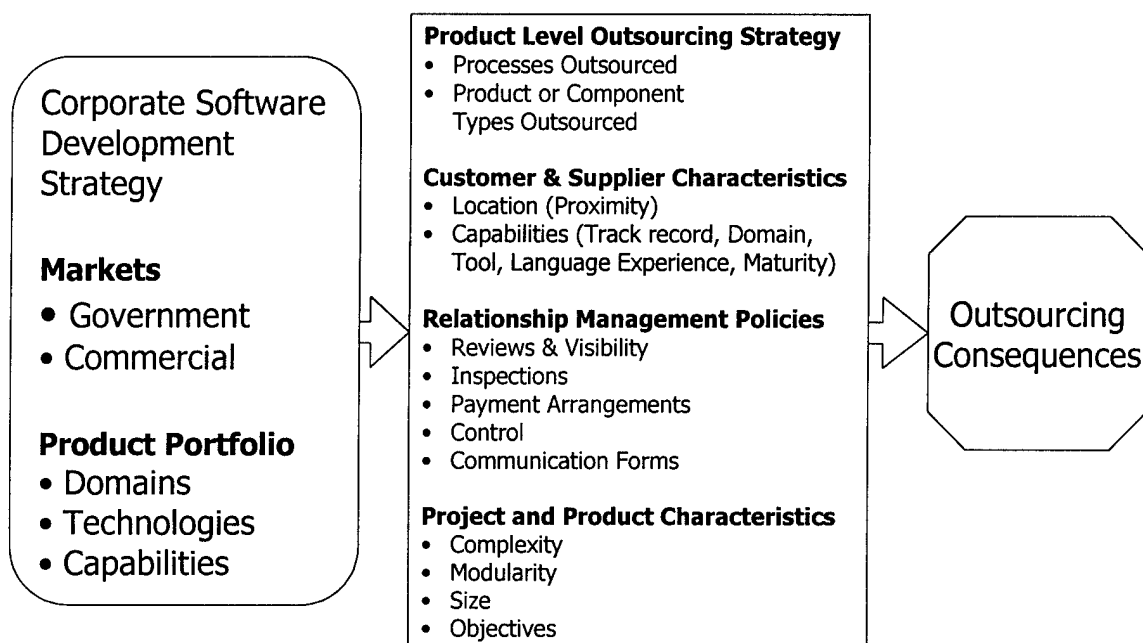 Corporate Software
Development
Strategy
Markets
• Government
• Commercial
Product Portfolio
• Domains
• Technologies
• Capabilities
Product Level Outsourcing Strategy
• Processes Outsourced
• Product or Component
Types Outsourced
Customer & Supplier Characteristics
• Location (Proximity)
• Capabilities (Track record, Domain,
Tool, Language Experience, Maturity)
Relationship Management Policies
• Reviews & Visibility
• Inspections
• Payment Arrangements
• Control
• Communication Forms
Project and Product Characteristics
• Complexity
• Modularity
• Size
• Objectives
Outsourcing
Consequences